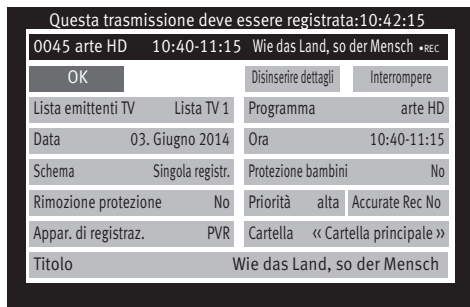 Questa trasmissione deve essere registrata:10:42:15
0045 arte HD 10:40-11:15 Wie das Land, so der Mensch •REC
OK Disinserire dettagli Interrompere
Lista emittenti TV Lista TV 1 Programma arte HD
Data 03. Giugno 2014 Ora 10:40-11:15
Schema Singola registr. Protezione bambini No
Rimozione protezione No Priorità alta Accurate Rec No
Appar. di registraz. PVR Cartella « Cartella principale »
Titolo Wie das Land, so der Mensch